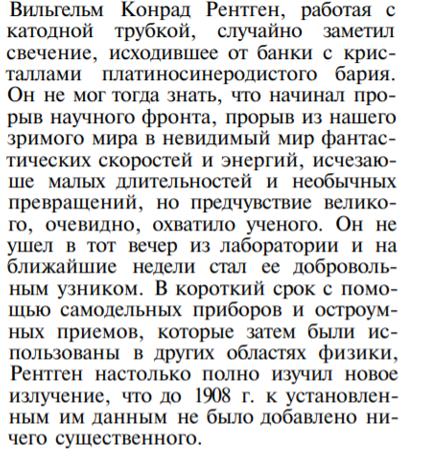 Вильгельм Конрад Рентген, работая с
катодной трубкой, случайно заметил
свечение, исходившее от банки с крис-
таллами платиносинеродистого бария.
Он не мог тогда знать, что начинал про-
рыв научного фронта, прорыв из нашего
зримого мира в невидимый мир фантас-
тических скоростей и энергий, исчезаю-
ше малых длительностей и необычных
превращений, но предчувствие велико-
го, очевидно, охватило ученого. Он не
ушел в тот вечер из лаборатории и на
ближайшие недели стал ее доброволь-
ным узником. В короткий срок с помо-
щью самодельных приборов и остроум-
ных приемов, которые затем были ис-
пользованы в других областях физики,
Рентген настолько полно изучил новое
излучение, что до 1908 г. к установлен-
ным им данным не было добавлено ни-
чего существенного.